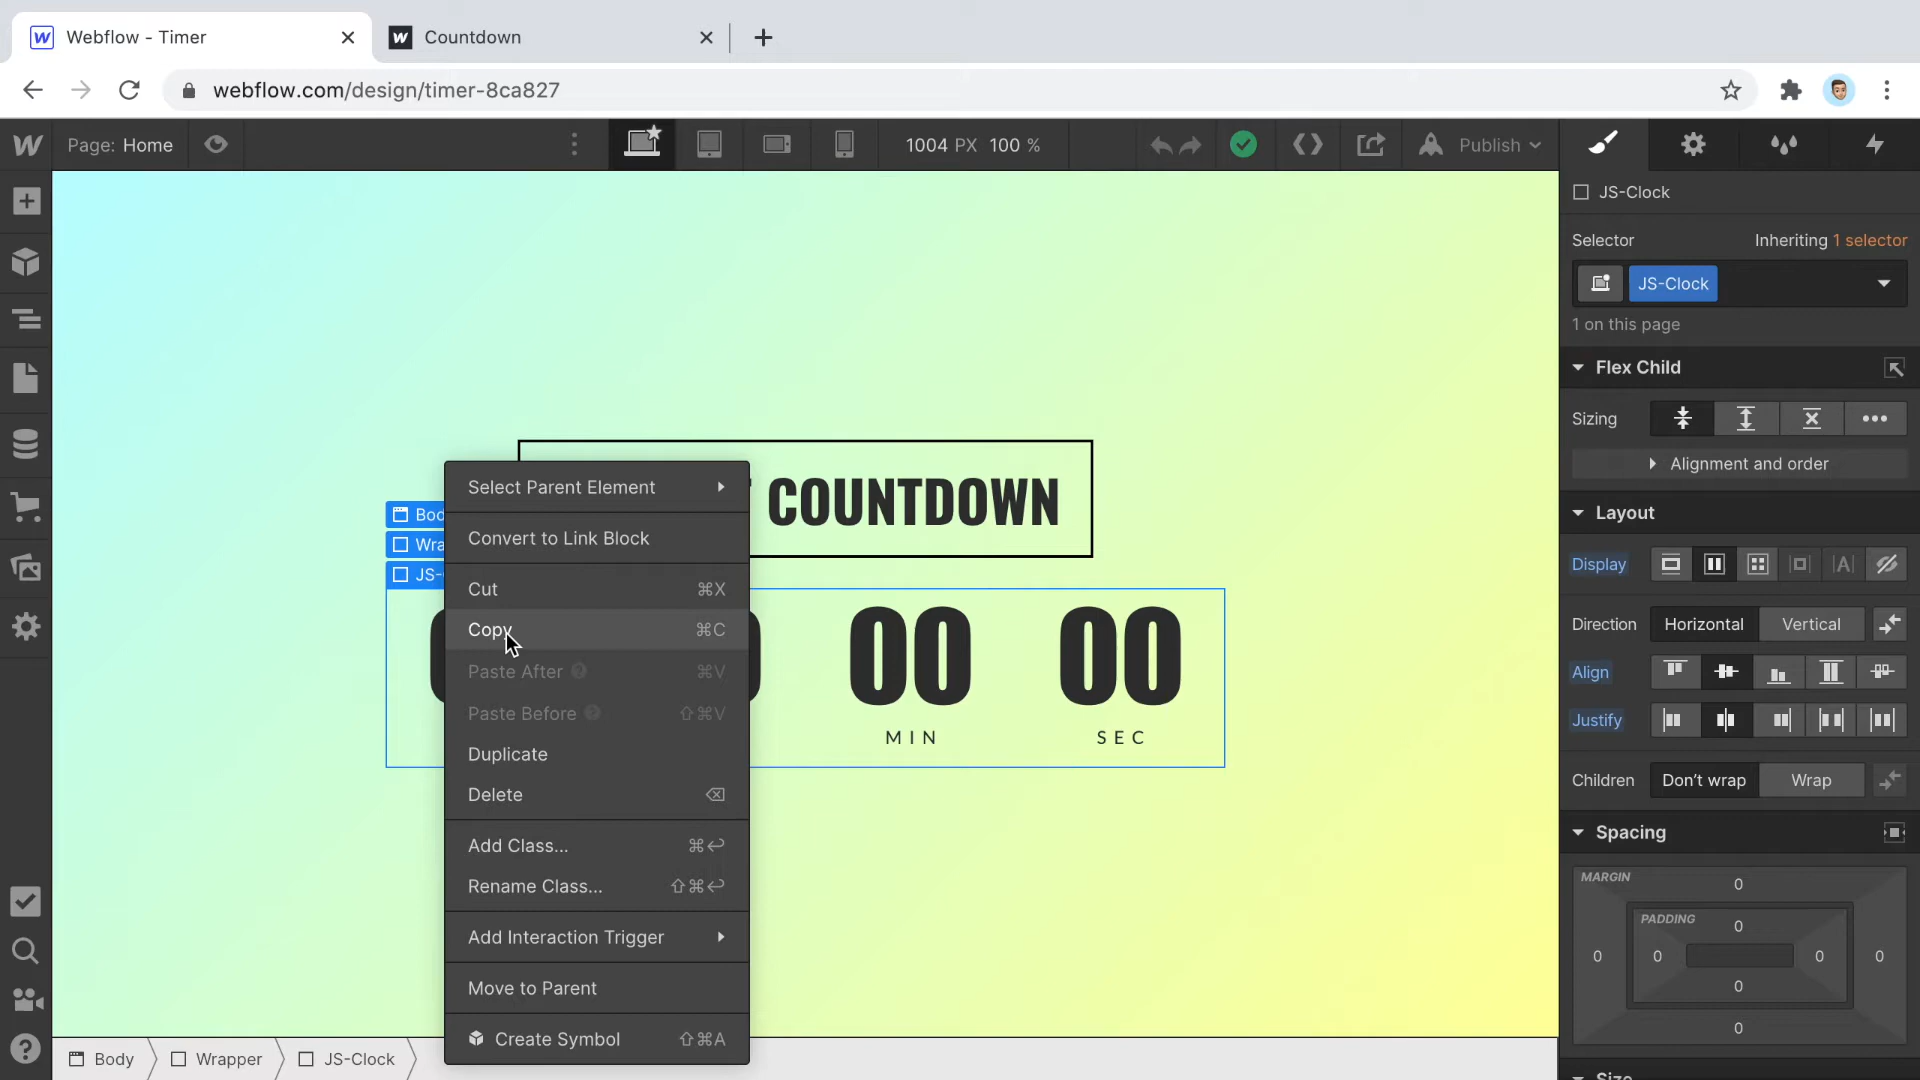 Webflow - Timer
Countdown
webflow.com/design/timer-8ca827
Page: Home
1004 PX 100 %
Publish
JS-Clock
Selector
Inheriting 1 selector
JS-Clock
1 on this page
Flex Child
Sizing
Alignment and order
Layout
Display
Direction
Horizontal
Vertical
Align
Justify
Children
Don't wrap
Wrap
Spacing
MARGIN
0
PADDING
0
0
0
0
0
0
0
COUNTDOWN
00
MIN
00
SEC
Select Parent Element
Convert to Link Block
Cut ⌘X
Copy ⌘C
Paste After ⌘V
Paste Before ⇧⌘V
Duplicate
Delete ⌫
Add Class... ⌘↩
Rename Class... ⇧⌘↩
Add Interaction Trigger
Move to Parent
Create Symbol ⇧⌘A
Body
Wrapper
JS-Clock